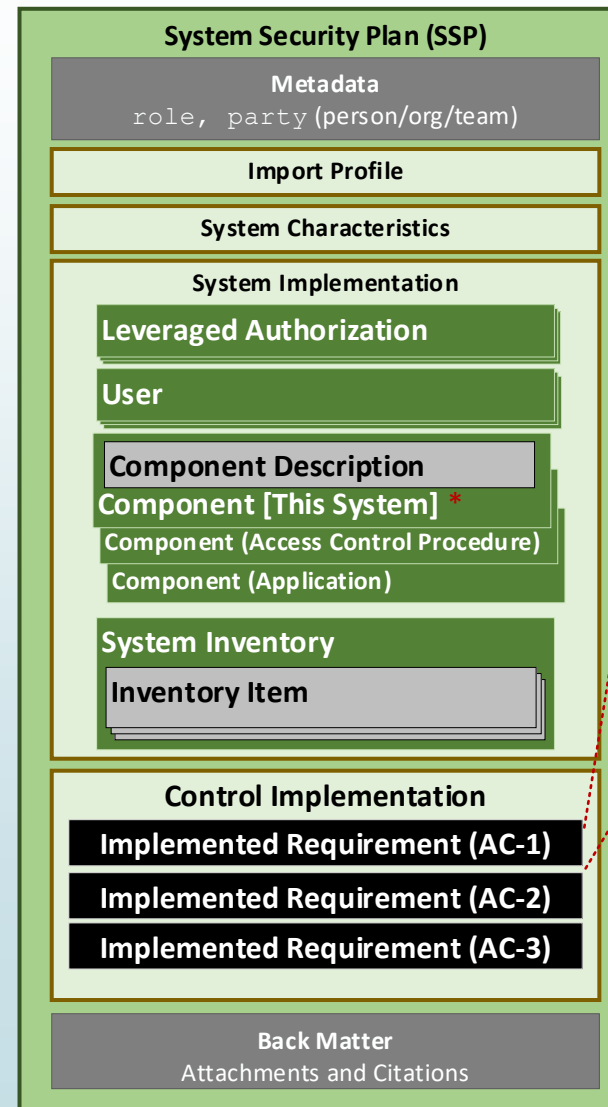 System Security Plan (SSP)
Metadata
role, party (person/org/team)
Import Profile
System Characteristics
System Implementation
Leveraged Authorization
User
Component Description
Component [This System] *
Component (Access Control Procedure)
Component (Application)
System Inventory
Inventory Item
Control Implementation
Implemented Requirement (AC-1)
Implemented Requirement (AC-2)
Implemented Requirement (AC-3)
Back Matter
Attachments and Citations